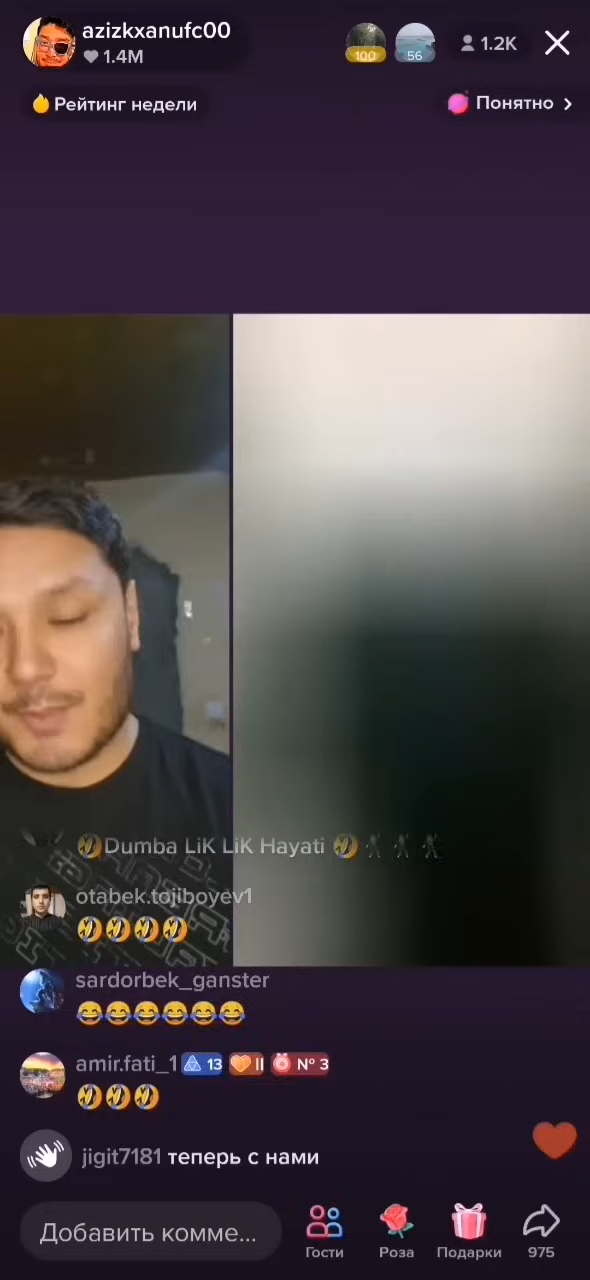 azizkxanufc00
1.4M
100
56
1.2K
Рейтинг недели
Понятно
🤣Dumba LiK LiK Hayati 🤣
otabek.tojiboyev1
🤣🤣🤣🤣
sardorbek_ganster
😂😂😂😂😂😂
amir.fati_1 13 II № 3
🤣🤣🤣
jigit7181 теперь с нами
Добавить комме...
Гости
Роза
Подарки
975